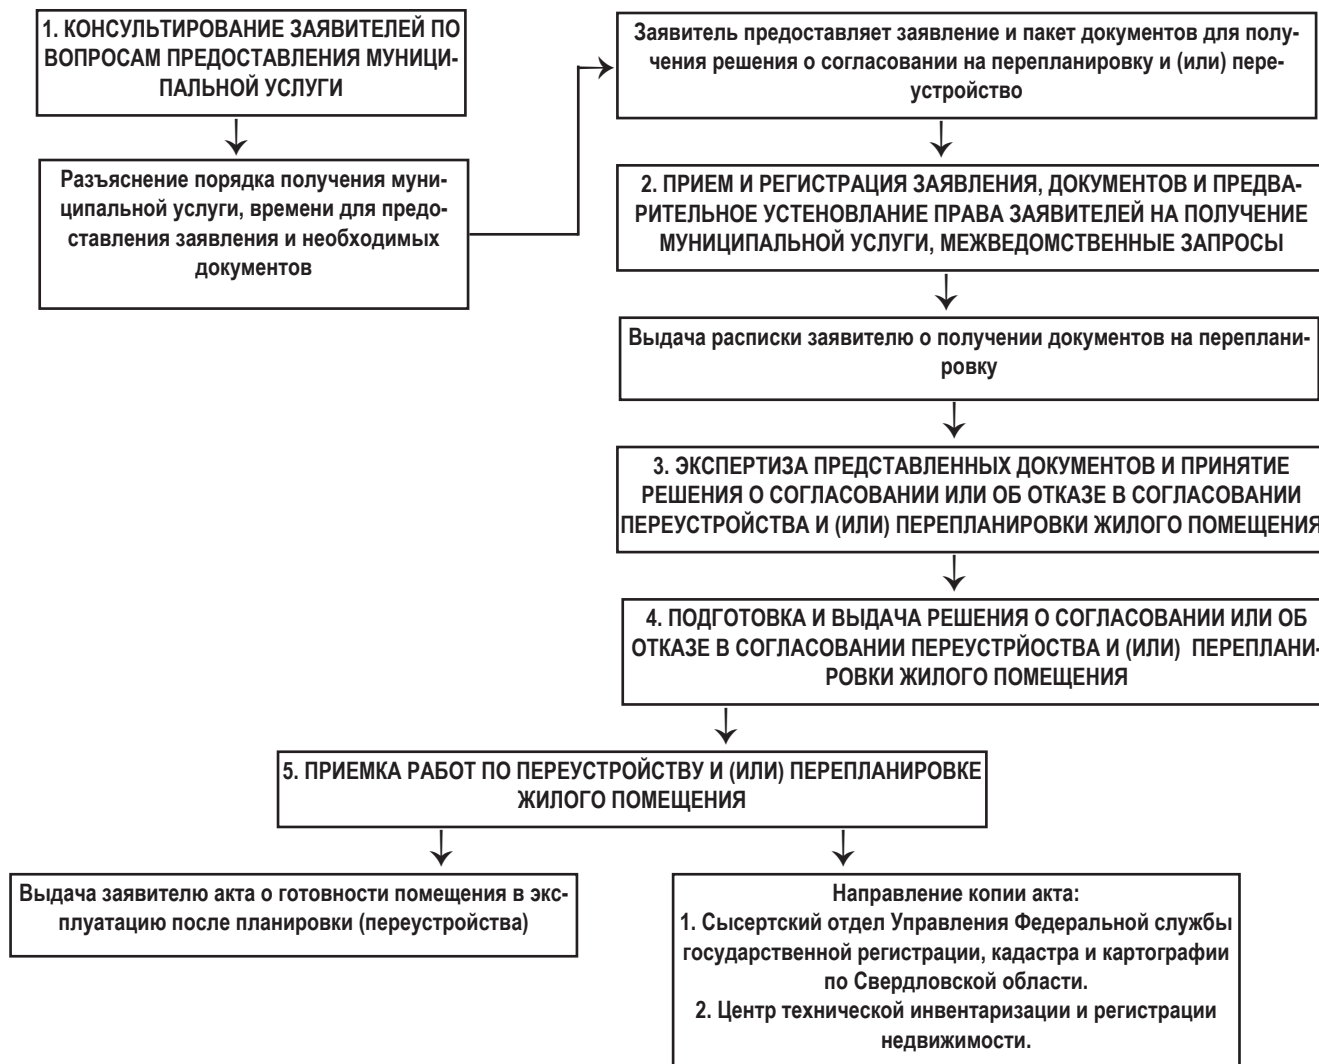 1. КОНСУЛЬТИРОВАНИЕ ЗАЯВИТЕЛЕЙ ПО
ВОПРОСАМ ПРЕДОСТАВЛЕНИЯ МУНИЦИ-
ПАЛЬНОЙ УСЛУГИ
Разъяснение порядка получения муни-
ципальной услуги, времени для предо-
ставления заявления и необходимых
документов
Заявитель предоставляет заявление и пакет документов для полу-
чения решения о согласовании на перепланировку и (или) пере-
устройство
2. ПРИЕМ И РЕГИСТРАЦИЯ ЗАЯВЛЕНИЯ, ДОКУМЕНТОВ И ПРЕДВА-
РИТЕЛЬНОЕ УСТЕНОВЛАНИЕ ПРАВА ЗАЯВИТЕЛЕЙ НА ПОЛУЧЕНИЕ
МУНИЦИПАЛЬНОЙ УСЛУГИ, МЕЖВЕДОМСТВЕННЫЕ ЗАПРОСЫ
Выдача расписки заявителю о получении документов на переплани-
ровку
3. ЭКСПЕРТИЗА ПРЕДСТАВЛЕННЫХ ДОКУМЕНТОВ И ПРИНЯТИЕ
РЕШЕНИЯ О СОГЛАСОВАНИИ ИЛИ ОБ ОТКАЗЕ В СОГЛАСОВАНИИ
ПЕРЕУСТРОЙСТВА И (ИЛИ) ПЕРЕПЛАНИРОВКИ ЖИЛОГО ПОМЕЩЕНИЯ
4. ПОДГОТОВКА И ВЫДАЧА РЕШЕНИЯ О СОГЛАСОВАНИИ ИЛИ ОБ
ОТКАЗЕ В СОГЛАСОВАНИИ ПЕРЕУСТРЙОСТВА И (ИЛИ) ПЕРЕПЛАНИ-
РОВКИ ЖИЛОГО ПОМЕЩЕНИЯ
5. ПРИЕМКА РАБОТ ПО ПЕРЕУСТРОЙСТВУ И (ИЛИ) ПЕРЕПЛАНИРОВКЕ
ЖИЛОГО ПОМЕЩЕНИЯ
Выдача заявителю акта о готовности помещения в экс-
плуатацию после планировки (переустройства)
Направление копии акта:
1. Сысертский отдел Управления Федеральной службы
государственной регистрации, кадастра и картографии
по Свердловской области.
2. Центр технической инвентаризации и регистрации
недвижимости.